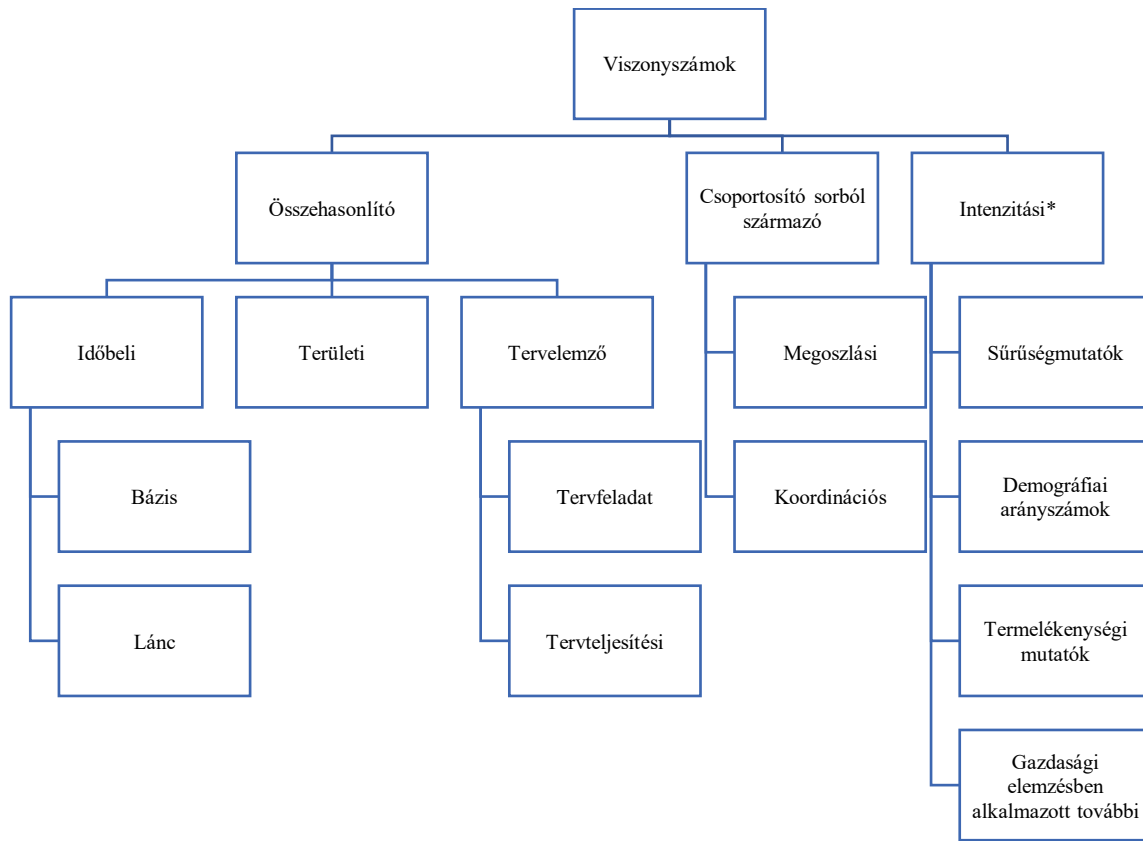 Viszonyszámok
Összehasonlító
Csoportosító sorból
származó
Intenzitási*
Időbeli
Területi
Tervelemző
Megoszlási
Sűrűségmutatók
Bázis
Tervfeladat
Koordinációs
Demográfiai
arányszámok
Lánc
Tervteljesítési
Termelékenységi
mutatók
Gazdasági
elemzésben
alkalmazott további